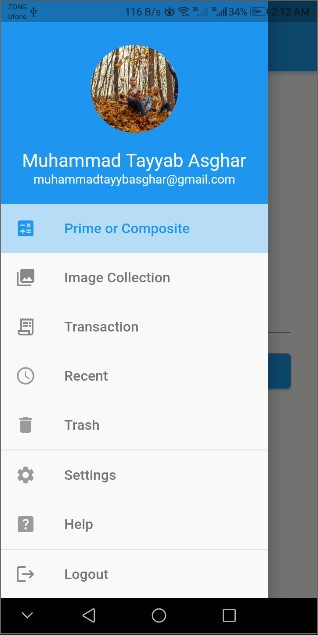 ZONG
Ufone
116 B/s
34%
2:12 AM
Muhammad Tayyab Asghar
muhammadtayybasghar@gmail.com
Prime or Composite
Image Collection
Transaction
Recent
Trash
Settings
Help
Logout